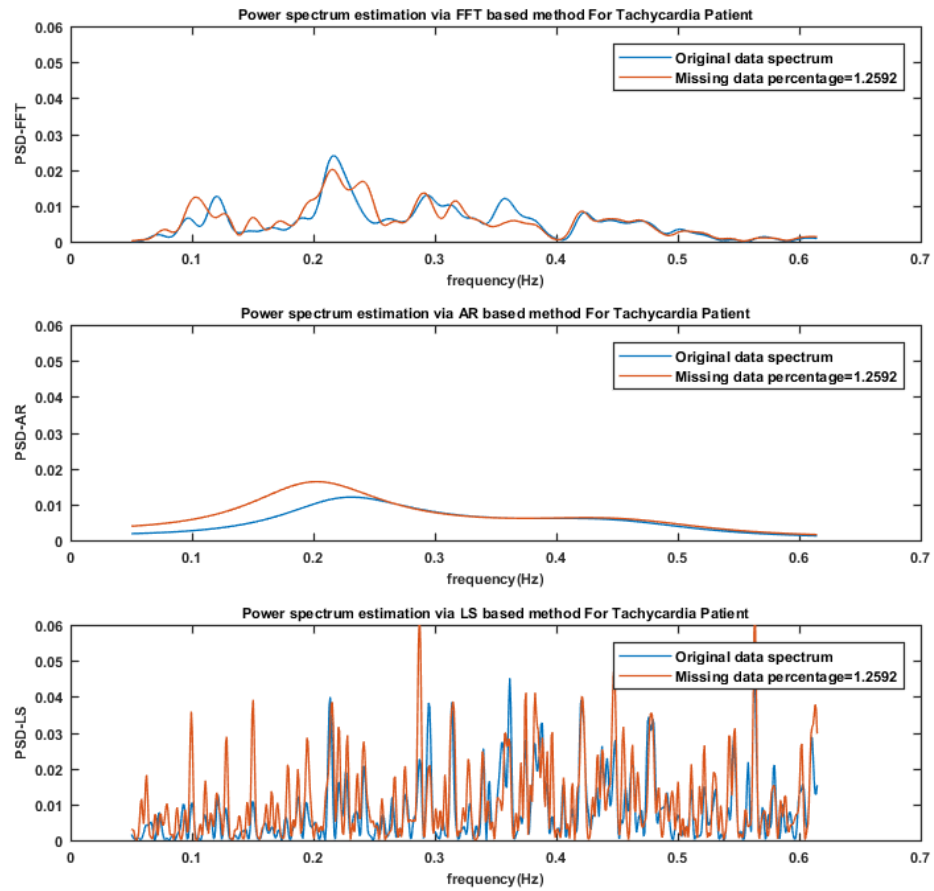 Power spectrum estimation via FFT based method For Tachycardia Patient
0.06
0.05
0.04
0.03
0.02
0.01
0
PSD-FFT
Original data spectrum
Missing data percentage=1.2592
0 0.1 0.2 0.3 0.4 0.5 0.6 0.7
frequency(Hz)
Power spectrum estimation via AR based method For Tachycardia Patient
0.06
0.05
0.04
0.03
0.02
0.01
0
PSD-AR
Original data spectrum
Missing data percentage=1.2592
0 0.1 0.2 0.3 0.4 0.5 0.6 0.7
frequency(Hz)
Power spectrum estimation via LS based method For Tachycardia Patient
0.06
0.05
0.04
0.03
0.02
0.01
0
PSD-LS
Original data spectrum
Missing data percentage=1.2592
0 0.1 0.2 0.3 0.4 0.5 0.6 0.7
frequency(Hz)